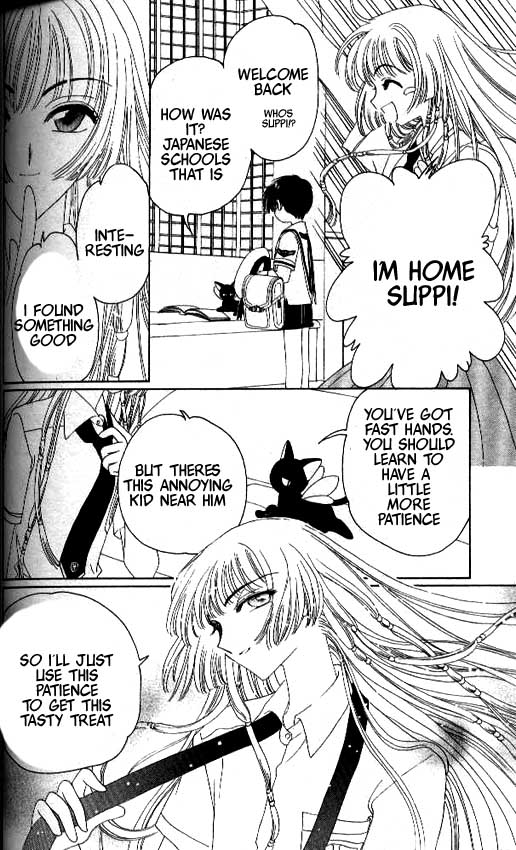 I'M HOME
SUPPI!
WELCOME
BACK
WHO'S
SUPPI!?
HOW WAS
IT?
JAPANESE
SCHOOLS
THAT IS
INTE-
RESTING
I FOUND
SOMETHING
GOOD
YOU'VE GOT
FAST HANDS.
YOU SHOULD
LEARN TO
HAVE A
LITTLE
MORE
PATIENCE
BUT THERES
THIS ANNOYING
KID NEAR HIM
SO I'LL JUST
USE THIS
PATIENCE
TO GET THIS
TASTY TREAT